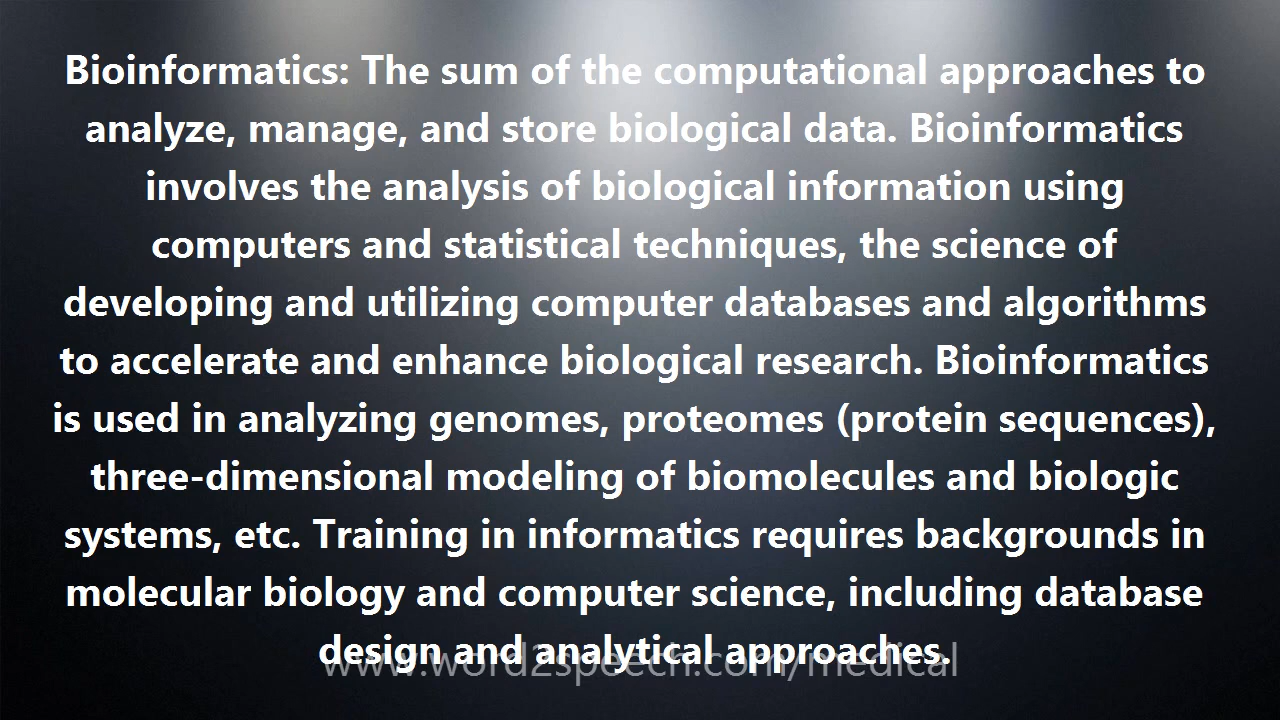 Bioinformatics: The sum of the computational approaches to
analyze, manage, and store biological data. Bioinformatics
involves the analysis of biological information using
computers and statistical techniques, the science of
developing and utilizing computer databases and algorithms
to accelerate and enhance biological research. Bioinformatics
is used in analyzing genomes, proteomes (protein sequences),
three-dimensional modeling of biomolecules and biologic
systems, etc. Training in informatics requires backgrounds in
molecular biology and computer science, including database
design and analytical approaches.
www.word2speech.com/medical